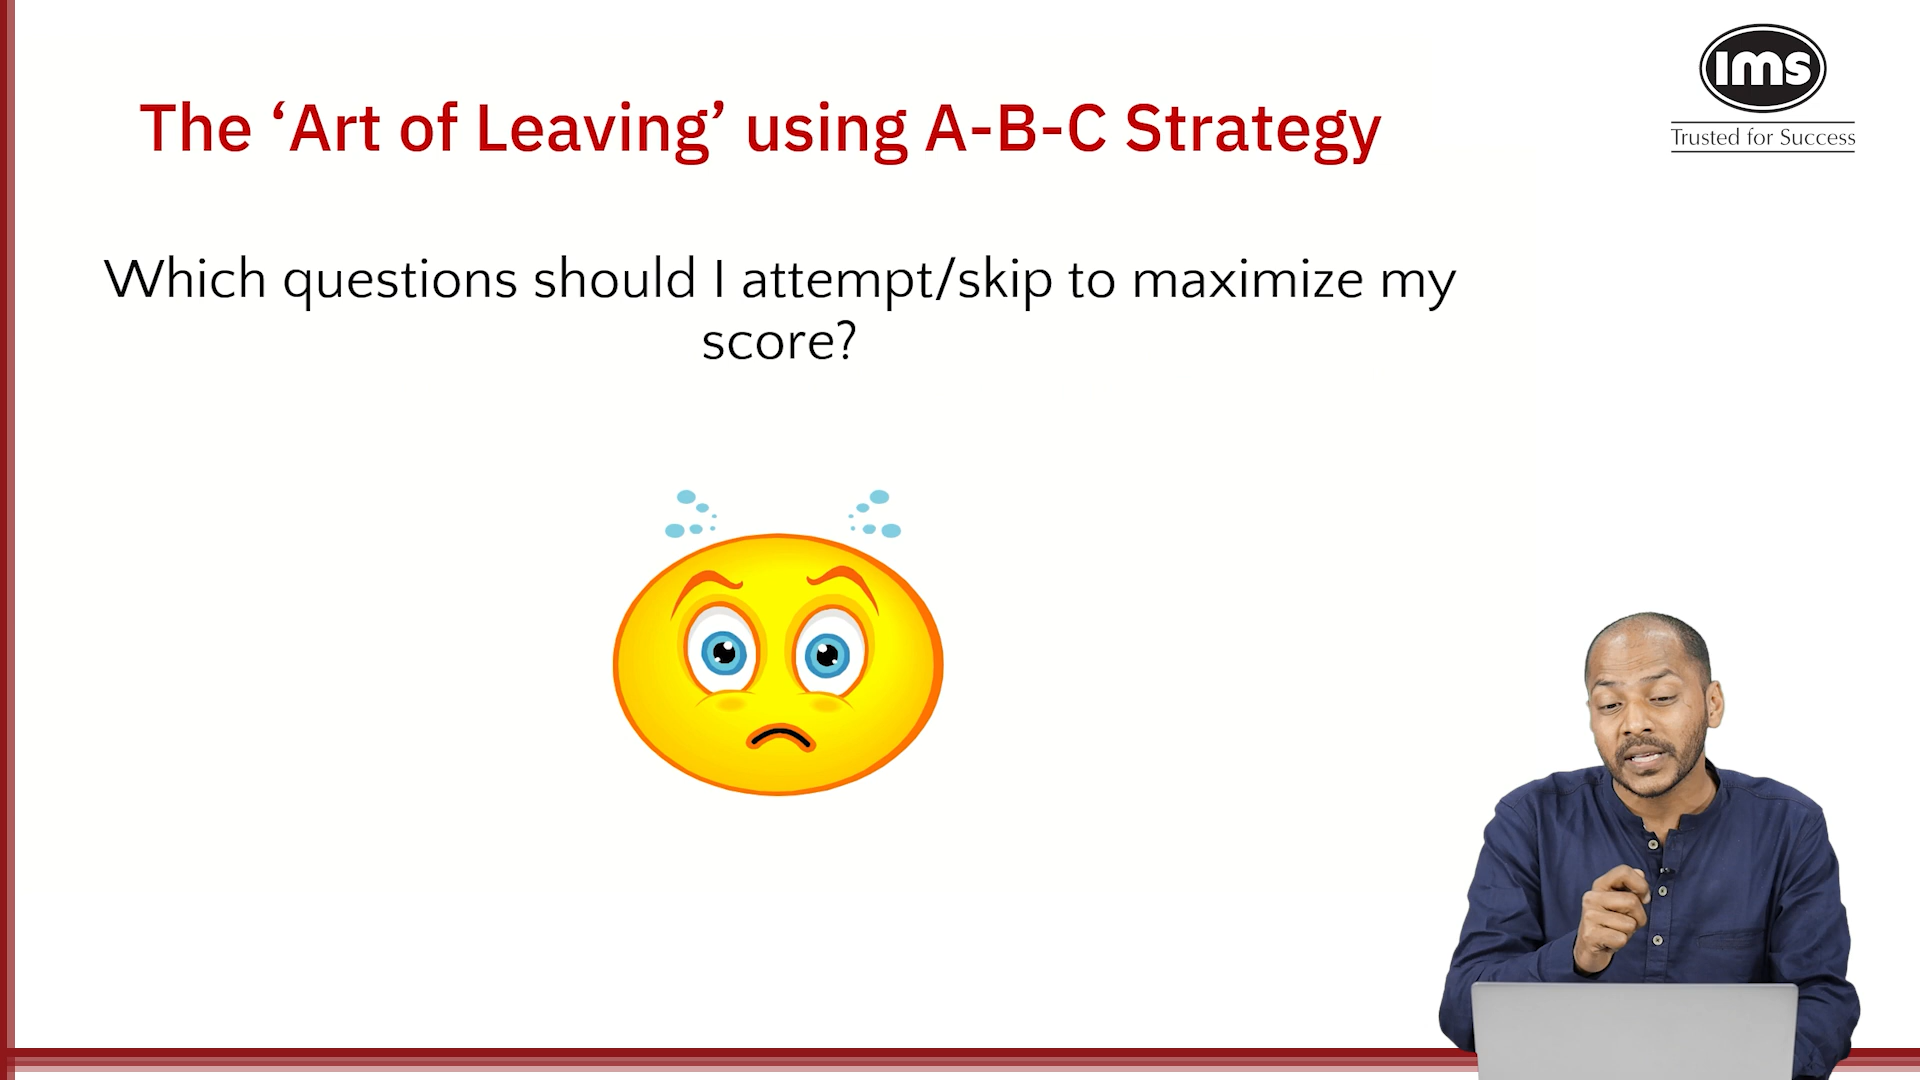 The ‘Art of Leaving’ using A-B-C Strategy
ims
Trusted for Success
Which questions should I attempt/skip to maximize my
score?